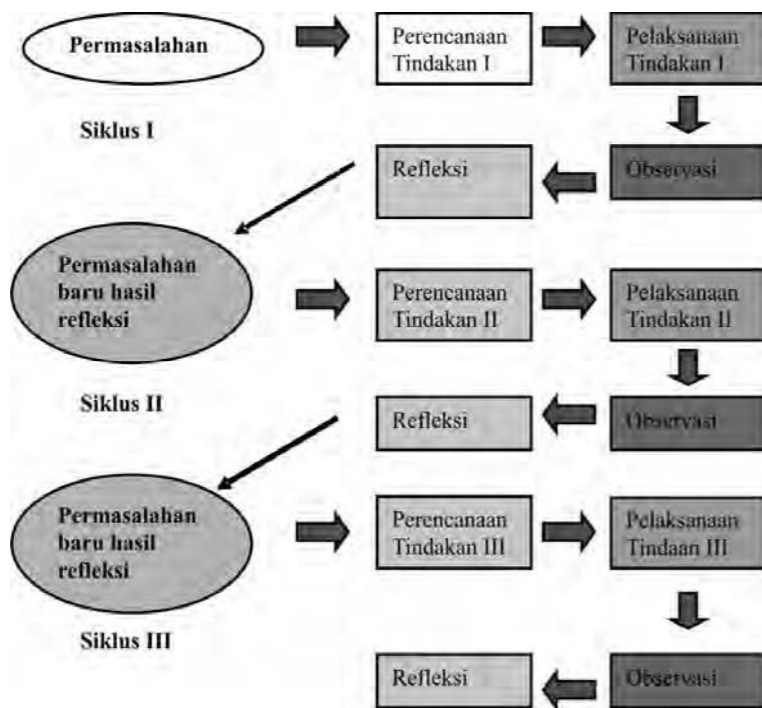 Permasalahan
Perencanaan
Tindakan I
Pelaksanaan
Tindakan I
Siklus I
Refleksi
Observasi
Permasalahan
baru hasil
refleksi
Perencanaan
Tindakan II
Pelaksanaan
Tindakan II
Siklus II
Refleksi
Observasi
Permasalahan
baru hasil
refleksi
Perencanaan
Tindakan III
Pelaksanaan
Tindaan III
Siklus III
Refleksi
Observasi